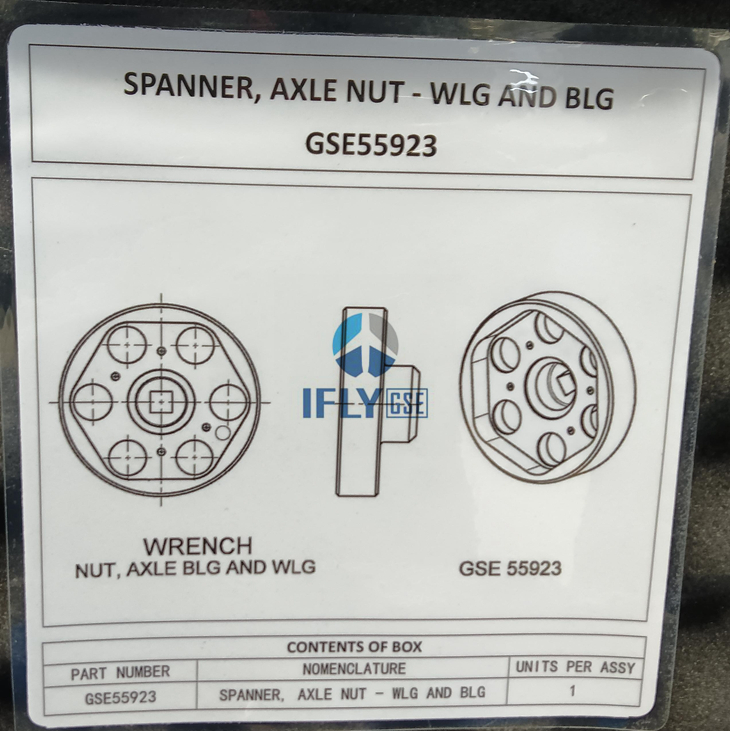 SPANNER, AXLE NUT - WLG AND BLG
GSE55923
IFLY GSE
WRENCH
NUT, AXLE BLG AND WLG
GSE 55923
CONTENTS OF BOX
PART NUMBER NOMENCLATURE UNITS PER ASSY
GSE55923 SPANNER, AXLE NUT - WLG AND BLG 1